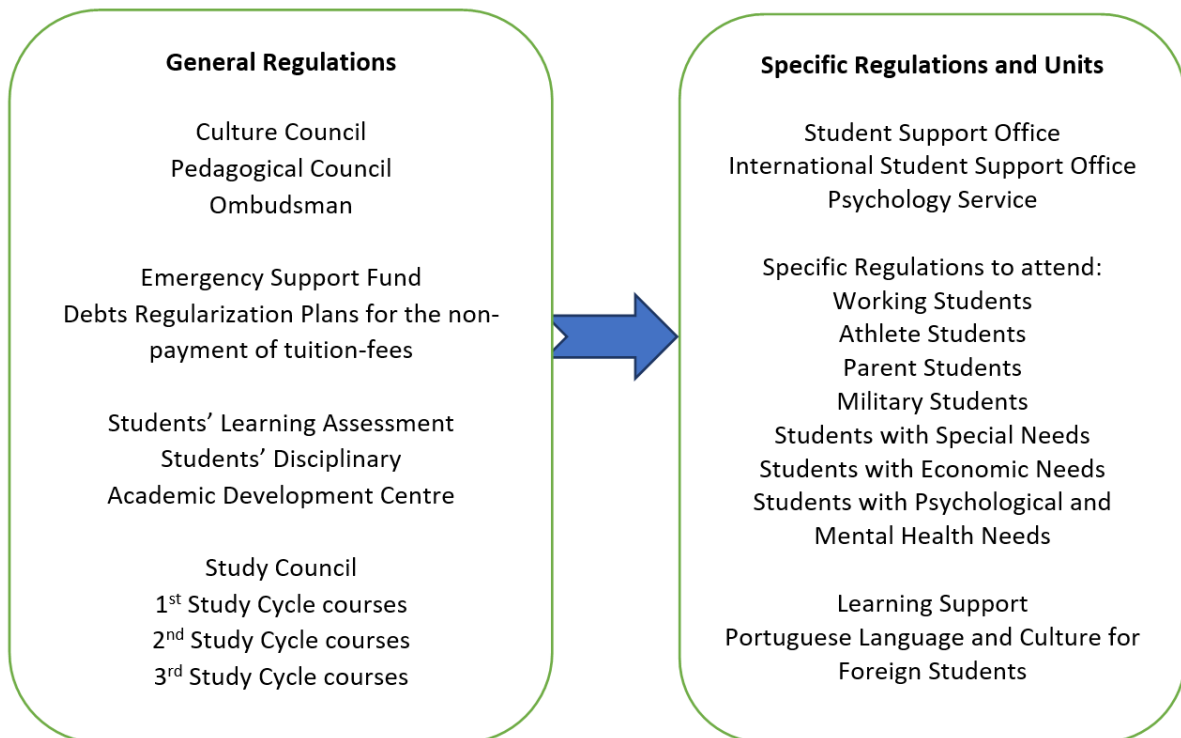 General Regulations
Culture Council
Pedagogical Council
Ombudsman
Emergency Support Fund
Debts Regularization Plans for the non-
payment of tuition-fees
Students’ Learning Assessment
Students’ Disciplinary
Academic Development Centre
Study Council
1st Study Cycle courses
2nd Study Cycle courses
3rd Study Cycle courses
Specific Regulations and Units
Student Support Office
International Student Support Office
Psychology Service
Specific Regulations to attend:
Working Students
Athlete Students
Parent Students
Military Students
Students with Special Needs
Students with Economic Needs
Students with Psychological and
Mental Health Needs
Learning Support
Portuguese Language and Culture for
Foreign Students